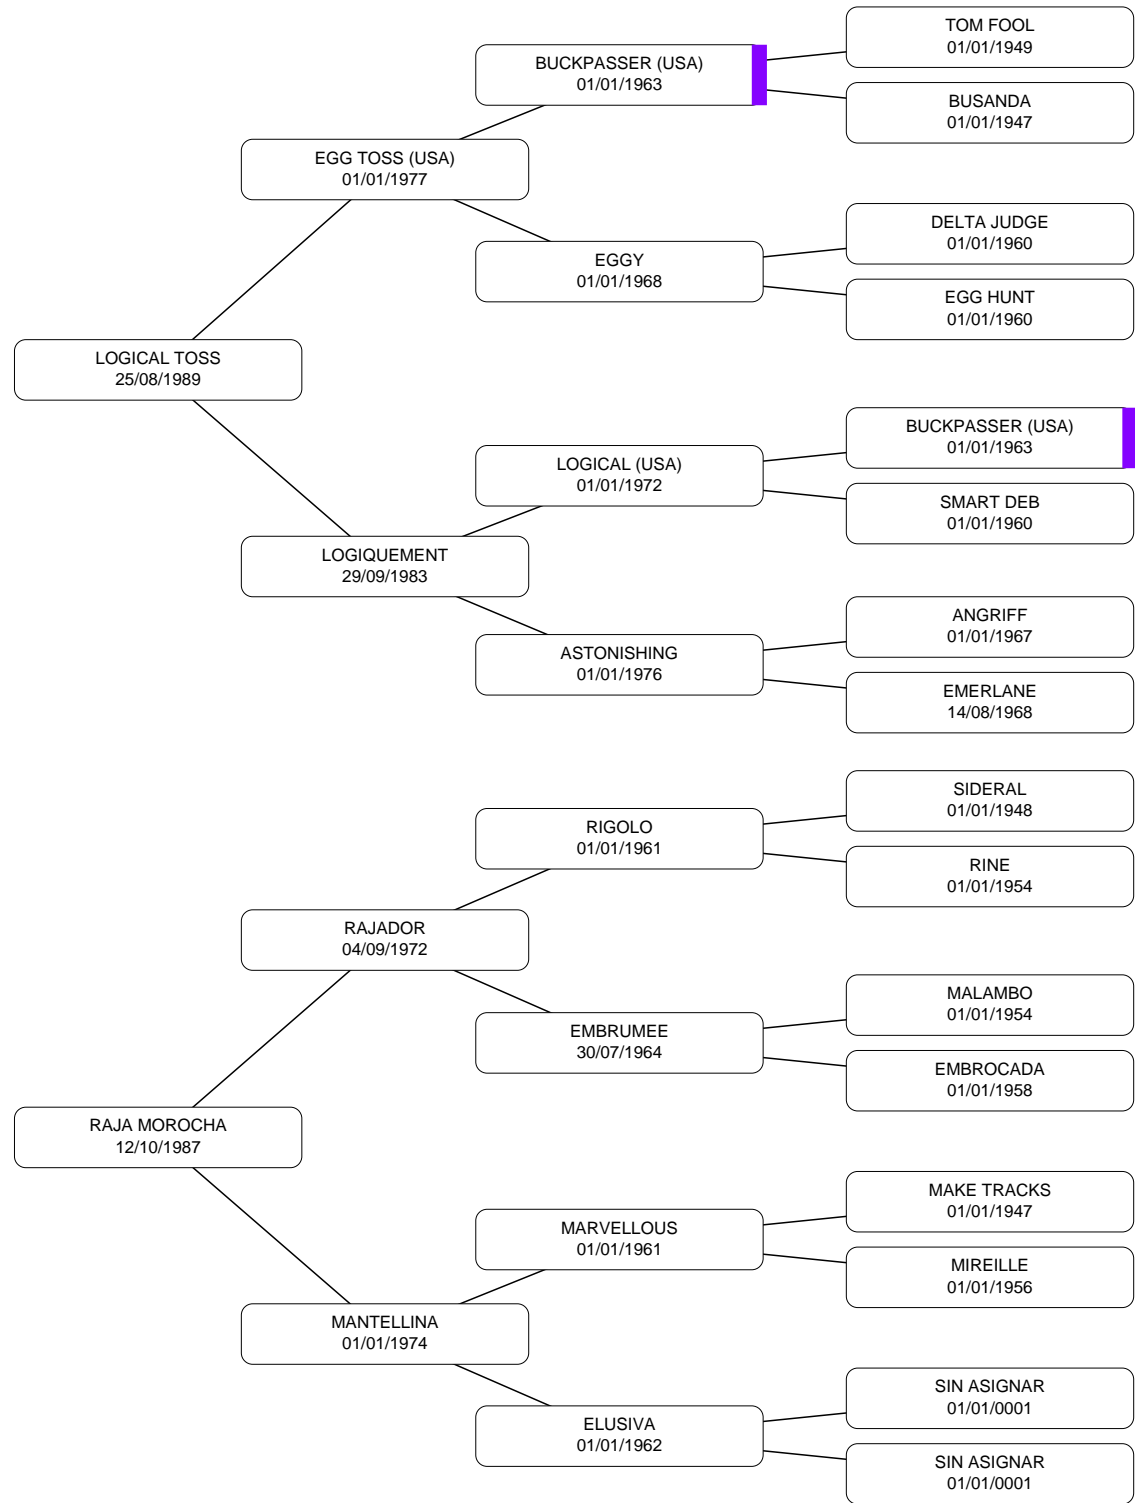 TOM FOOL
01/01/1949
BUCKPASSER (USA)
01/01/1963
BUSANDA
01/01/1947
EGG TOSS (USA)
01/01/1977
DELTA JUDGE
01/01/1960
EGGY
01/01/1968
EGG HUNT
01/01/1960
LOGICAL TOSS
25/08/1989
BUCKPASSER (USA)
01/01/1963
LOGICAL (USA)
01/01/1972
SMART DEB
01/01/1960
LOGIQUEMENT
29/09/1983
ANGRIFF
01/01/1967
ASTONISHING
01/01/1976
EMERLANE
14/08/1968
SIDERAL
01/01/1948
RIGOLO
01/01/1961
RINE
01/01/1954
RAJADOR
04/09/1972
MALAMBO
01/01/1954
EMBRUMEE
30/07/1964
EMBROCADA
01/01/1958
RAJA MOROCHA
12/10/1987
MAKE TRACKS
01/01/1947
MARVELLOUS
01/01/1961
MIREILLE
01/01/1956
MANTELLINA
01/01/1974
SIN ASIGNAR
01/01/0001
ELUSIVA
01/01/1962
SIN ASIGNAR
01/01/0001